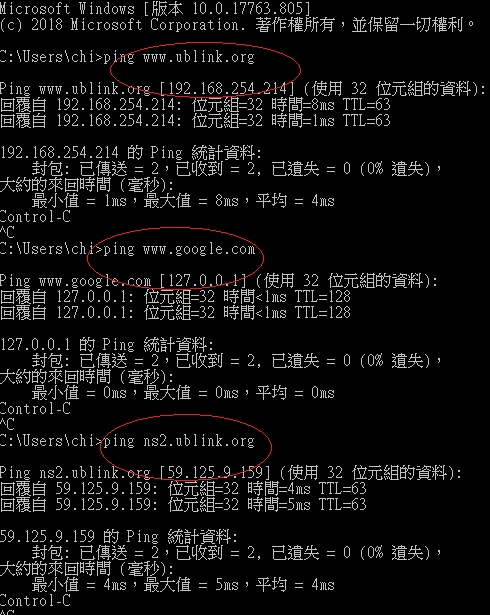 Microsoft Windows [版本 10.0.17763.805]
(c) 2018 Microsoft Corporation. 著作權所有，並保留一切權利。
C:\Users\chi>ping www.ublink.org
Ping www.ublink.org [192.168.254.214] (使用 32 位元組的資料):
回覆自 192.168.254.214: 位元組=32 時間=8ms TTL=63
回覆自 192.168.254.214: 位元組=32 時間=1ms TTL=63
192.168.254.214 的 Ping 統計資料:
封包: 已傳送 = 2，已收到 = 2, 已遺失 = 0 (0% 遺失)，
大約的來回時間 (毫秒):
最小值 = 1ms，最大值 = 8ms，平均 = 4ms
Control-C
^C
C:\Users\chi>ping www.google.com
Ping www.google.com [127.0.0.1] (使用 32 位元組的資料):
回覆自 127.0.0.1: 位元組=32 時間<1ms TTL=128
回覆自 127.0.0.1: 位元組=32 時間<1ms TTL=128
127.0.0.1 的 Ping 統計資料:
封包: 已傳送 = 2，已收到 = 2, 已遺失 = 0 (0% 遺失)，
大約的來回時間 (毫秒):
最小值 = 0ms，最大值 = 0ms，平均 = 0ms
Control-C
^C
C:\Users\chi>ping ns2.ublink.org
Ping ns2.ublink.org [59.125.9.159] (使用 32 位元組的資料):
回覆自 59.125.9.159: 位元組=32 時間=4ms TTL=63
回覆自 59.125.9.159: 位元組=32 時間=5ms TTL=63
59.125.9.159 的 Ping 統計資料:
封包: 已傳送 = 2，已收到 = 2, 已遺失 = 0 (0% 遺失)，
大約的來回時間 (毫秒):
最小值 = 4ms，最大值 = 5ms，平均 = 4ms
Control-C
^C